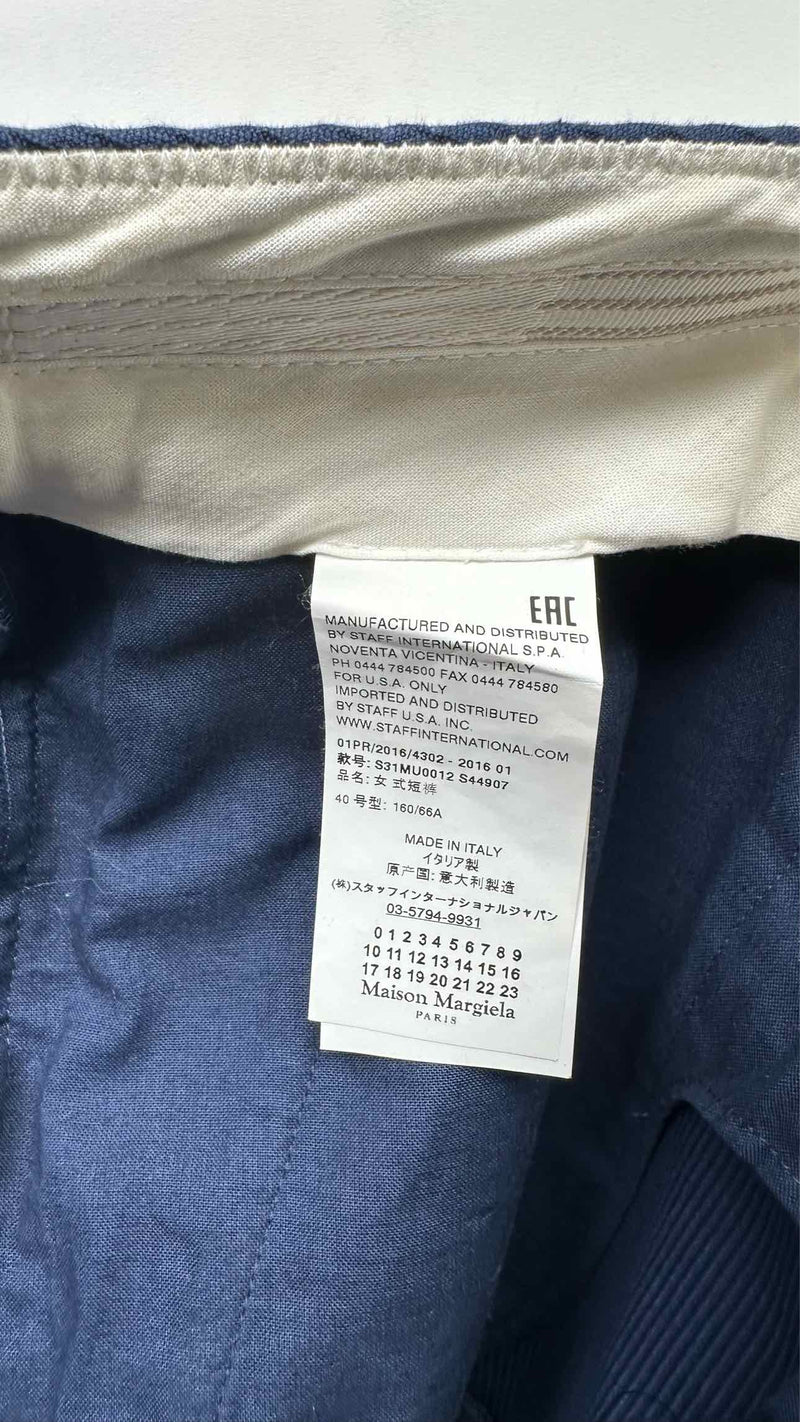 EAC
MANUFACTURED AND DISTRIBUTED
BY STAFF INTERNATIONAL S.P.A.
NOVENTA VICENTINA - ITALY
PH 0444 784500 FAX 0444 784580
FOR U.S.A. ONLY
IMPORTED AND DISTRIBUTED
BY STAFF U.S.A. INC.
WWW.STAFFINTERNATIONAL.COM
01PR/2016/4302 - 2016 01
款号: S31MU0012 S44907
品名: 女 式短裤
40 号型: 160/66A
MADE IN ITALY
イタリア製
原产国: 意大利製造
(株)スタッフインターナショナルジャパン
03-5794-9931
0 1 2 3 4 5 6 7 8 9
10 11 12 13 14 15 16
17 18 19 20 21 22 23
Maison Margiela
PARIS